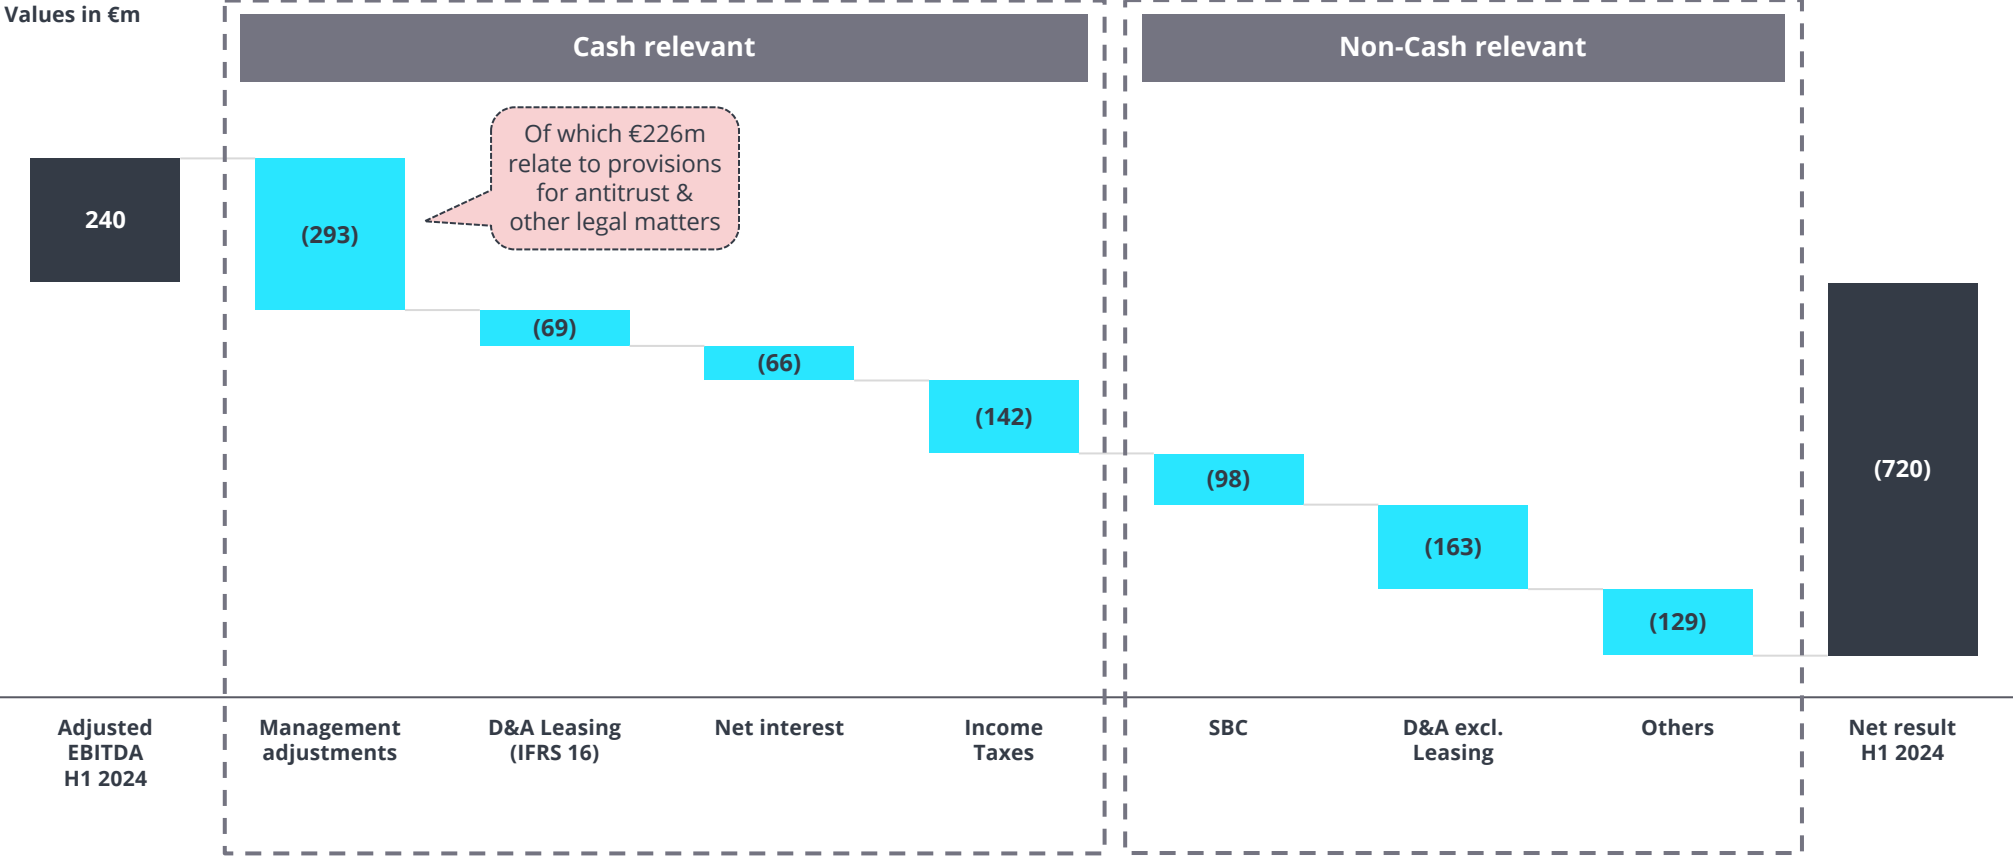 Values in €m
Cash relevant
Non-Cash relevant
Of which €226m
relate to provisions
for antitrust &
other legal matters
240
(293)
(69)
(66)
(142)
(98)
(163)
(129)
(720)
Adjusted
EBITDA
H1 2024
Management
adjustments
D&A Leasing
(IFRS 16)
Net interest
Income
Taxes
SBC
D&A excl.
Leasing
Others
Net result
H1 2024